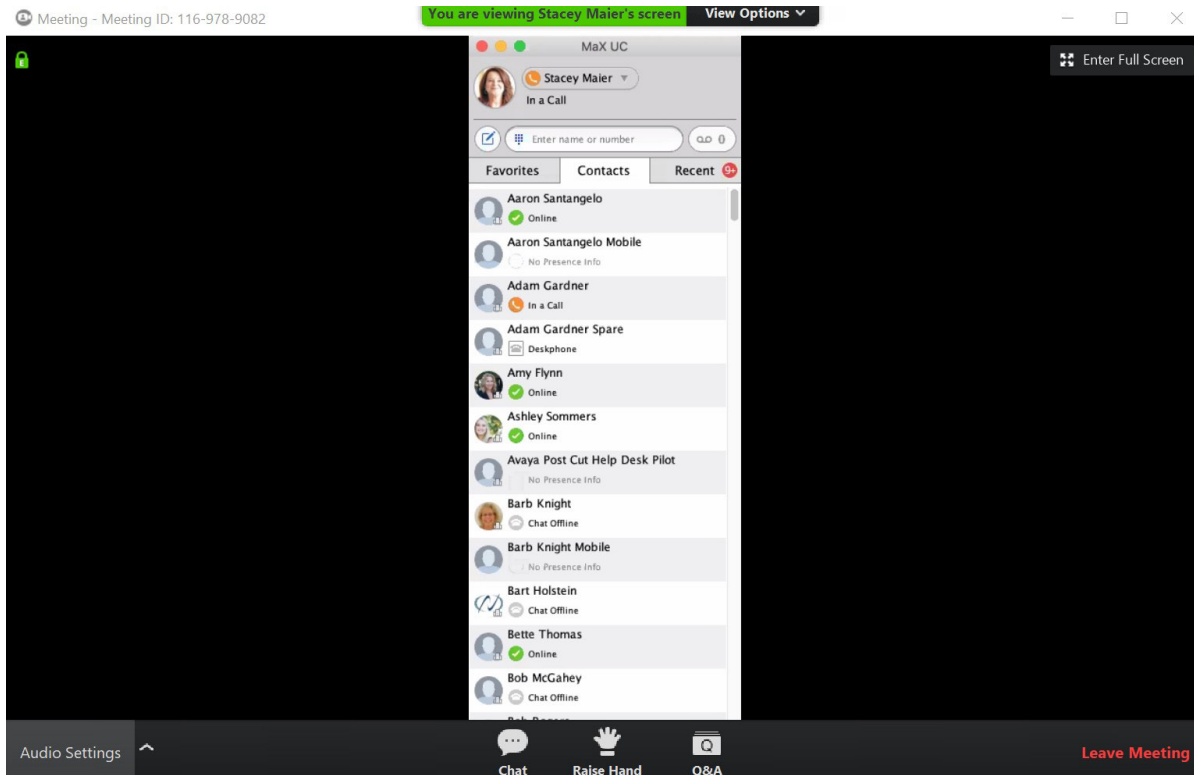 Meeting - Meeting ID: 116-978-9082
You are viewing Stacey Maier's screen View Options
Enter Full Screen
MaX UC
Stacey Maier
In a Call
Enter name or number
0
Favorites Contacts Recent 9+
Aaron Santangelo
Online
Aaron Santangelo Mobile
No Presence Info
Adam Gardner
In a Call
Adam Gardner Spare
Deskphone
Amy Flynn
Online
Ashley Sommers
Online
Avaya Post Cut Help Desk Pilot
No Presence Info
Barb Knight
Chat Offline
Barb Knight Mobile
No Presence Info
Bart Holstein
Chat Offline
Bette Thomas
Online
Bob McGahey
Chat Offline
Audio Settings
Chat Raise Hand Q&A
Leave Meeting